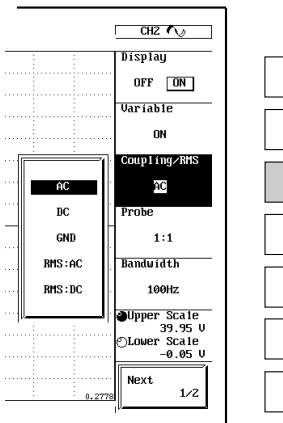 CH2
Display
OFF ON
Variable
ON
Coupling/RMS
AC
AC
DC
GND
RMS:AC
RMS:DC
Probe
1:1
Bandwidth
100Hz
Upper Scale
39.95 V
Lower Scale
-0.05 V
Next
1/2
0.2778